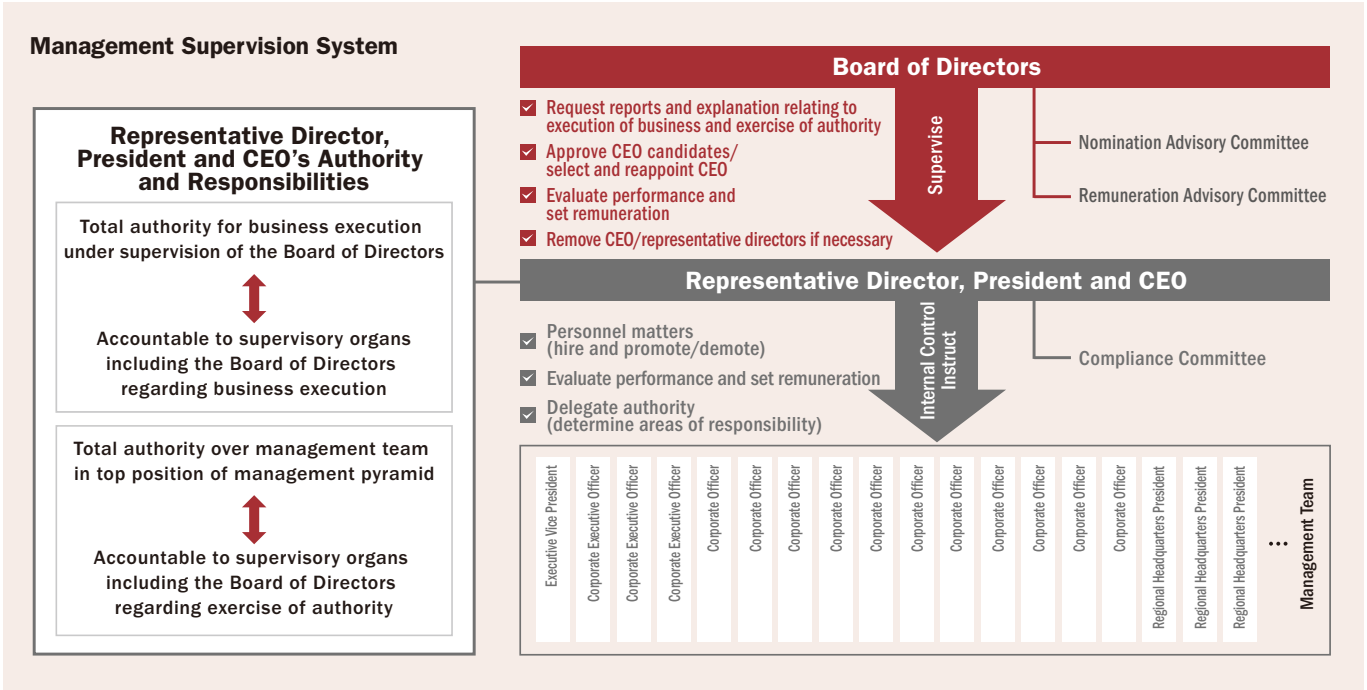 Management Supervision System
Representative Director,
President and CEO’s Authority
and Responsibilities
Total authority for business execution
under supervision of the Board of Directors
Accountable to supervisory organs
including the Board of Directors
regarding business execution
Total authority over management team
in top position of management pyramid
Accountable to supervisory organs
including the Board of Directors
regarding exercise of authority
Board of Directors
Request reports and explanation relating to
execution of business and exercise of authority
Approve CEO candidates/
select and reappoint CEO
Evaluate performance and
set remuneration
Remove CEO/representative directors if necessary
Supervise
Nomination Advisory Committee
Remuneration Advisory Committee
Representative Director, President and CEO
Personnel matters
(hire and promote/demote)
Evaluate performance and set remuneration
Delegate authority
(determine areas of responsibility)
Internal Control
Instruct
Compliance Committee
Executive Vice President
Corporate Executive Officer
Corporate Executive Officer
Corporate Executive Officer
Corporate Officer
Corporate Officer
Corporate Officer
Corporate Officer
Corporate Officer
Corporate Officer
Corporate Officer
Corporate Officer
Corporate Officer
Corporate Officer
Corporate Officer
Regional Headquarters President
Regional Headquarters President
Regional Headquarters President
...
Management Team